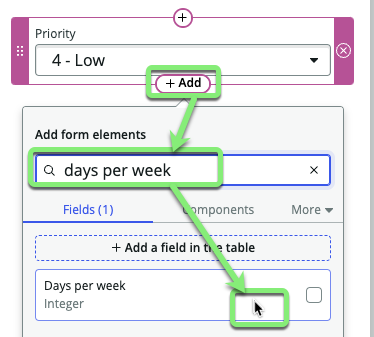 Priority
4 - Low
+ Add
Add form elements
days per week
Fields (1) Components More
+ Add a field in the table
Days per week
Integer